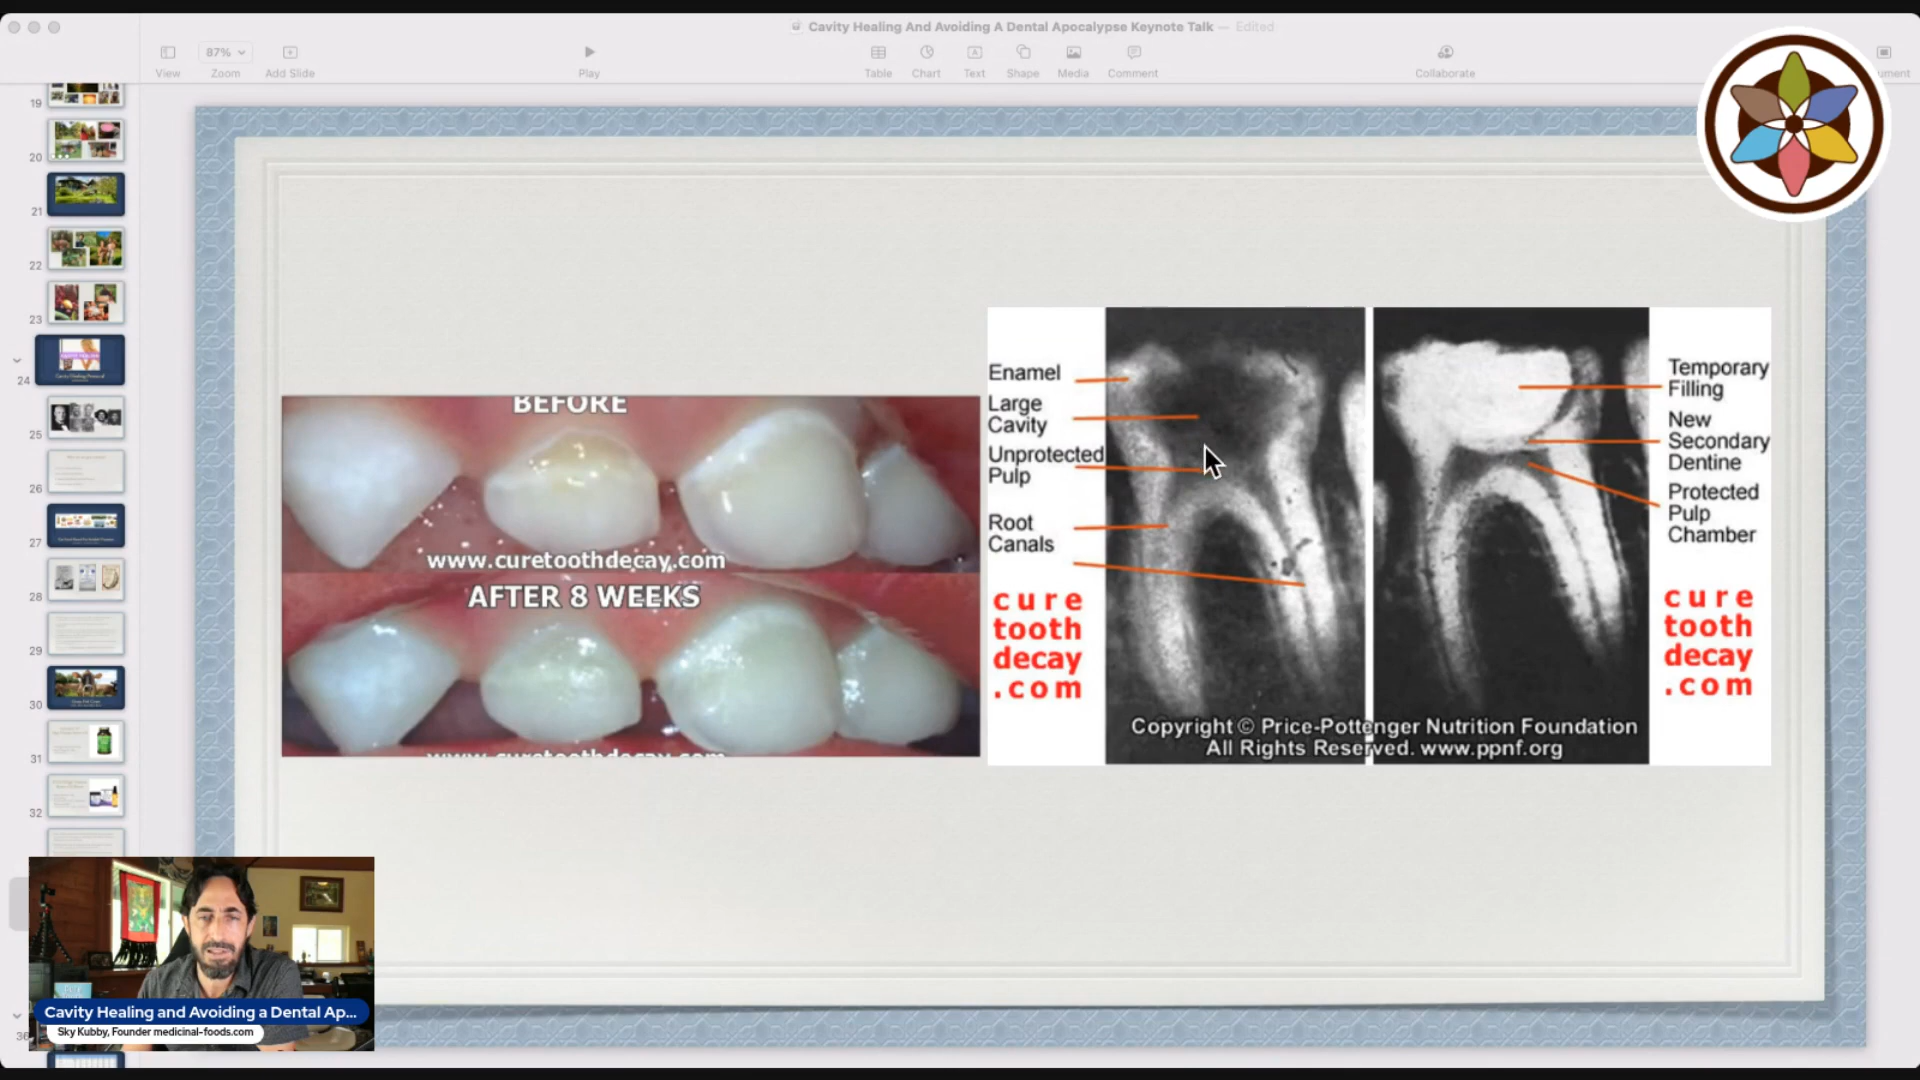 Cavity Healing And Avoiding A Dental Apocalypse Keynote Talk — Edited
87%
View
Zoom
Add Slide
Play
Table
Chart
Text
Shape
Media
Comment
Collaborate
ument
19
20
21
22
23
24
25
26
27
28
29
30
31
32
BEFORE
www.curetoothdecay.com
AFTER 8 WEEKS
www.curetoothdecay.com
Enamel
Large
Cavity
Unprotected
Pulp
Root
Canals
cure
tooth
decay
.com
Temporary
Filling
New
Secondary
Dentine
Protected
Pulp
Chamber
cure
tooth
decay
.com
Copyright © Price-Pottenger Nutrition Foundation
All Rights Reserved. www.ppnf.org
Cavity Healing and Avoiding a Dental Ap...
Sky Kubby, Founder medicinal-foods.com